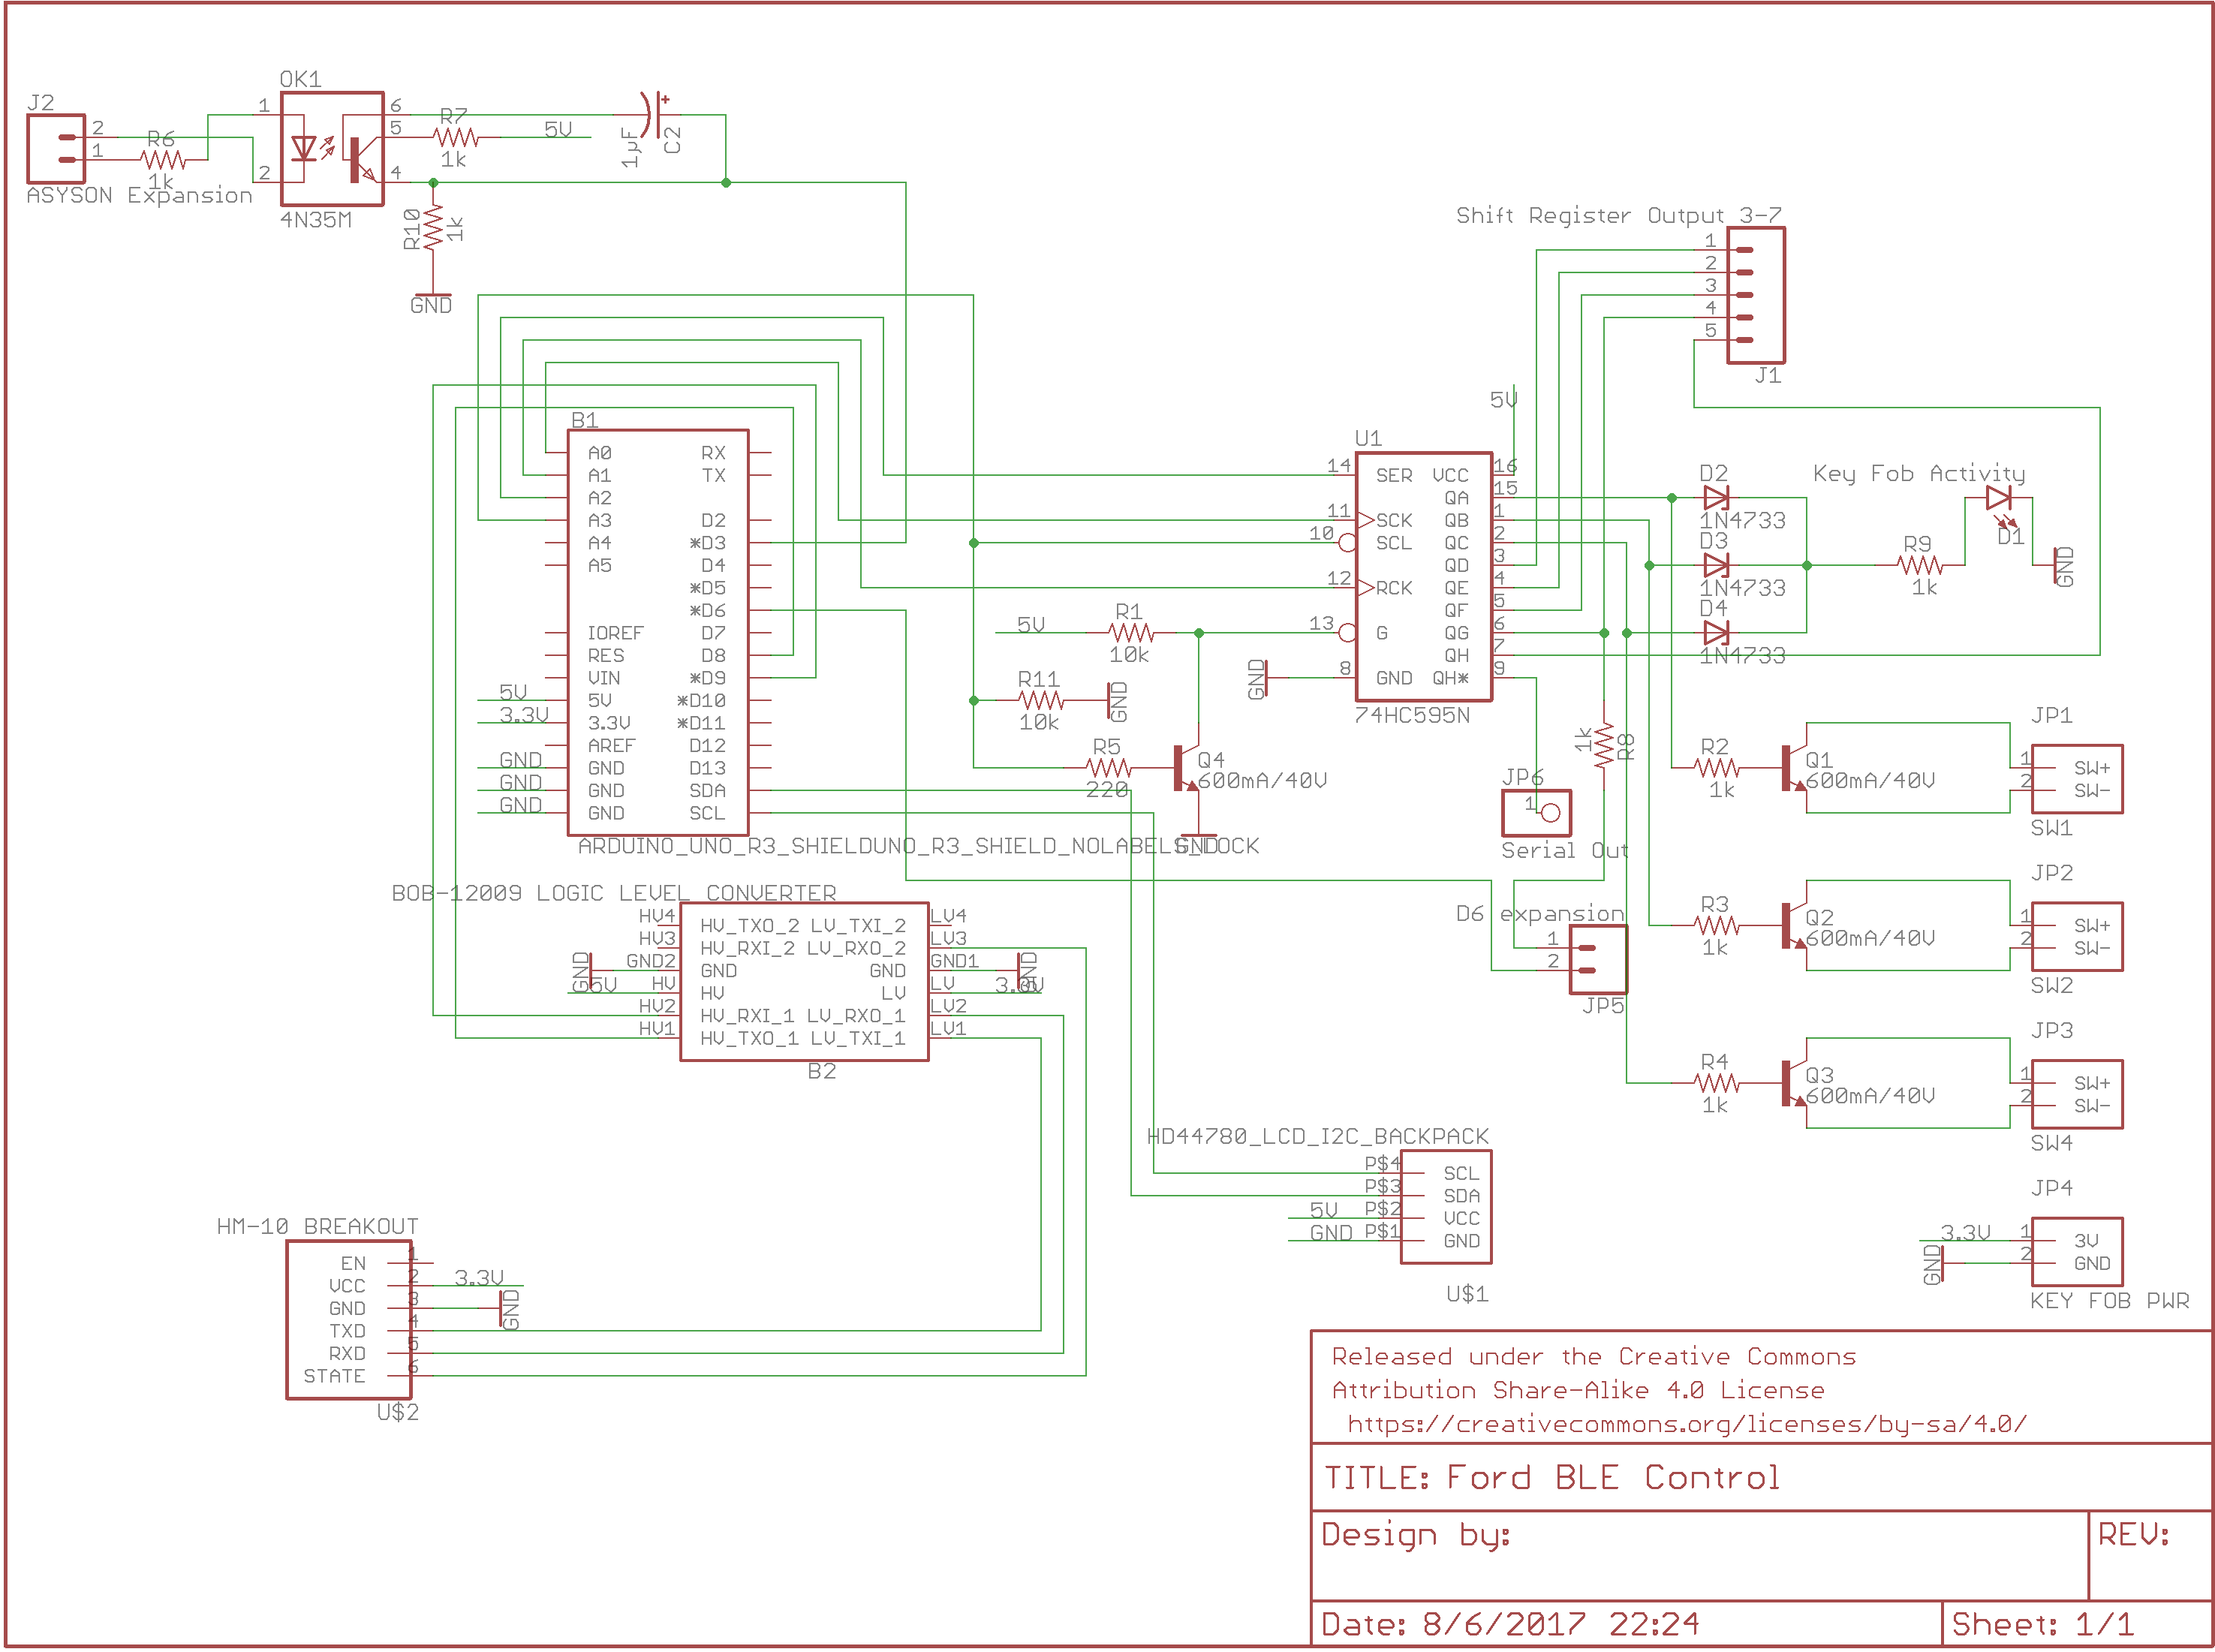 OK1
J2
2
1
R6
1k
ASYSON Expansion
1
2
6
5
4
4N35M
R7
1k
5V
1µF
C2
R10
1k
GND
Shift Register Output 3-7
1
2
3
4
5
J1
B1
A0
A1
A2
A3
A4
A5
IOREF
RES
VIN
5V
3.3V
AREF
GND
GND
GND
RX
TX
D2
*D3
D4
*D5
*D6
D7
D8
*D9
*D10
*D11
D12
D13
SDA
SCL
5V
3.3V
GND
GND
GND
ARDUINO_UNO_R3_SHIELDUNO_R3_SHIELD_NOLABELS_LOCK
5V
U1
14
11
10
12
13
8
SER
SCK
SCL
RCK
G
GND
VCC
QA
QB
QC
QD
QE
QF
QG
QH
QH*
16
15
1
2
3
4
5
6
7
9
74HC595N
GND
5V
R1
10k
R11
10k
GND
R5
220
Q4
600mA/40V
GND
D2
1N4733
D3
1N4733
D4
1N4733
Key Fob Activity
D1
R9
1k
GND
1k
R8
JP6
1
Serial Out
D6 expansion
1
2
JP5
R2
1k
Q1
600mA/40V
JP1
1
2
SW+
SW-
SW1
R3
1k
Q2
600mA/40V
JP2
1
2
SW+
SW-
SW2
R4
1k
Q3
600mA/40V
JP3
1
2
SW+
SW-
SW4
JP4
3.3V
GND
1
2
3V
GND
KEY FOB PWR
BOB-12009 LOGIC LEVEL CONVERTER
HV4
HV3
GND2
HV
HV2
HV1
HV_TXO_2 LV_TXI_2
HV_RXI_2 LV_RXO_2
GND GND
HV LV
HV_RXI_1 LV_RXO_1
HV_TXO_1 LV_TXI_1
LV4
LV3
GND1
LV
LV2
LV1
GND
5V
GND
3.3V
B2
HD44780_LCD_I2C_BACKPACK
P$4
P$3
P$2
P$1
SCL
SDA
VCC
GND
5V
GND
U$1
HM-10 BREAKOUT
EN
VCC
GND
TXD
RXD
STATE
1
2
3
4
5
6
3.3V
GND
U$2
Released under the Creative Commons
Attribution Share-Alike 4.0 License
https://creativecommons.org/licenses/by-sa/4.0/
TITLE: Ford BLE Control
Design by:
REV:
Date: 8/6/2017 22:24
Sheet: 1/1